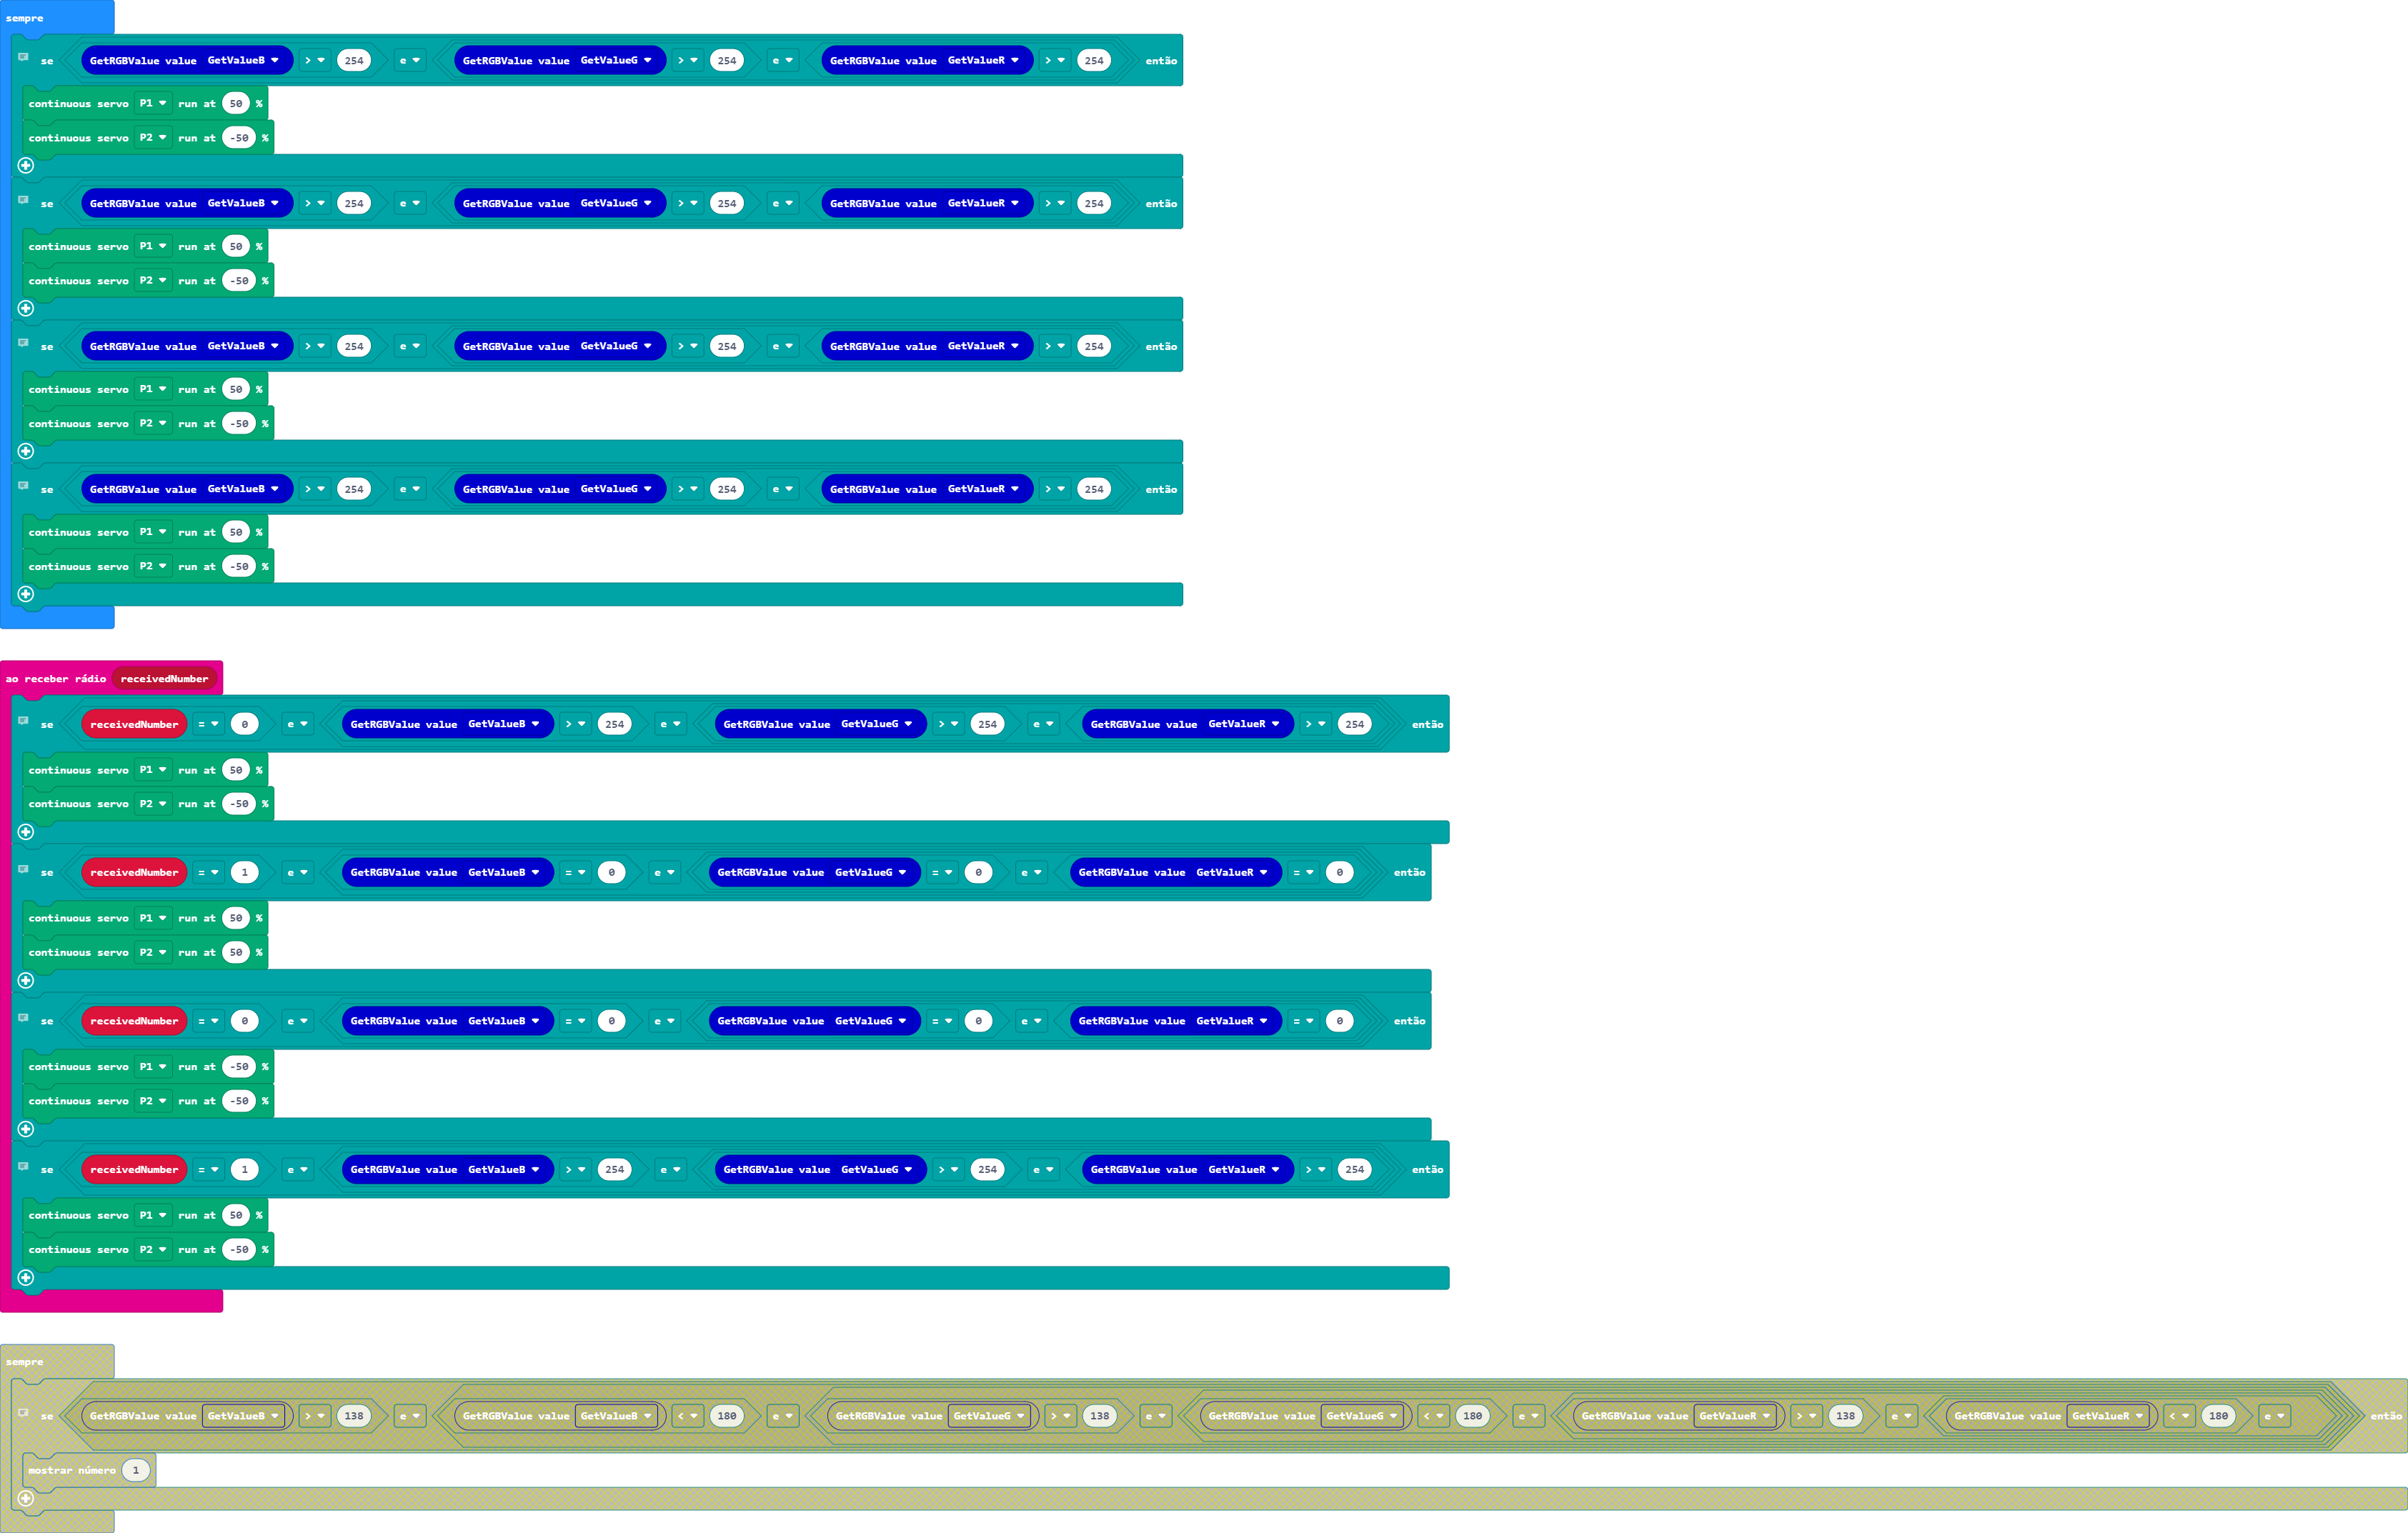 sempre
se GetRGBValue value GetValueB > 254 e GetRGBValue value GetValueG > 254 e GetRGBValue value GetValueR > 254 então
continuous servo P1 run at 50 %
continuous servo P2 run at -50 %
se GetRGBValue value GetValueB > 254 e GetRGBValue value GetValueG > 254 e GetRGBValue value GetValueR > 254 então
continuous servo P1 run at 50 %
continuous servo P2 run at -50 %
se GetRGBValue value GetValueB > 254 e GetRGBValue value GetValueG > 254 e GetRGBValue value GetValueR > 254 então
continuous servo P1 run at 50 %
continuous servo P2 run at -50 %
se GetRGBValue value GetValueB > 254 e GetRGBValue value GetValueG > 254 e GetRGBValue value GetValueR > 254 então
continuous servo P1 run at 50 %
continuous servo P2 run at -50 %
ao receber rádio receivedNumber
se receivedNumber = 0 e GetRGBValue value GetValueB > 254 e GetRGBValue value GetValueG > 254 e GetRGBValue value GetValueR > 254 então
continuous servo P1 run at 50 %
continuous servo P2 run at -50 %
se receivedNumber = 1 e GetRGBValue value GetValueB = 0 e GetRGBValue value GetValueG = 0 e GetRGBValue value GetValueR = 0 então
continuous servo P1 run at 50 %
continuous servo P2 run at 50 %
se receivedNumber = 0 e GetRGBValue value GetValueB = 0 e GetRGBValue value GetValueG = 0 e GetRGBValue value GetValueR = 0 então
continuous servo P1 run at -50 %
continuous servo P2 run at -50 %
se receivedNumber = 1 e GetRGBValue value GetValueB > 254 e GetRGBValue value GetValueG > 254 e GetRGBValue value GetValueR > 254 então
continuous servo P1 run at 50 %
continuous servo P2 run at -50 %
sempre
se GetRGBValue value GetValueB > 138 e GetRGBValue value GetValueB < 180 e GetRGBValue value GetValueG > 138 e GetRGBValue value GetValueG < 180 e GetRGBValue value GetValueR > 138 e GetRGBValue value GetValueR < 180 e então
mostrar número 1